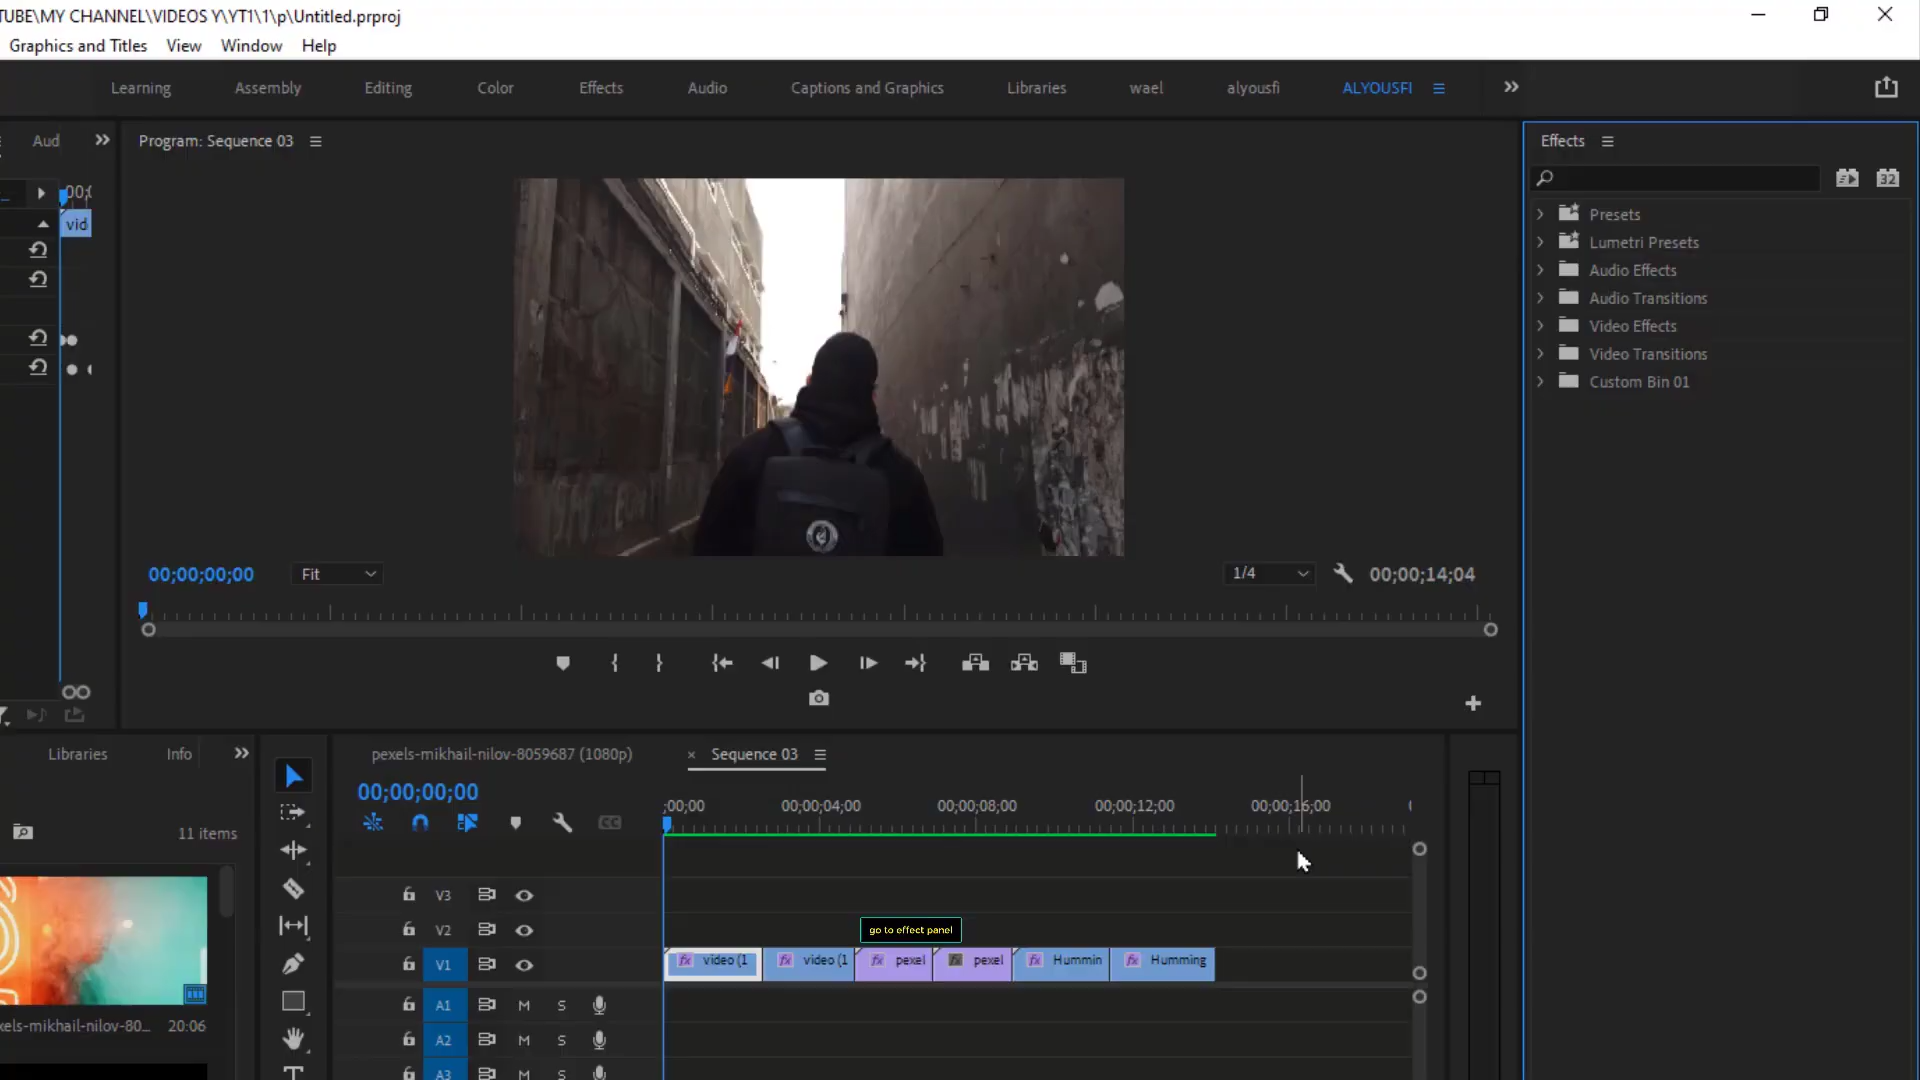 TUBE\MY CHANNEL\VIDEOS Y\YT1\1\p\Untitled.prproj
Graphics and Titles View Window Help
Learning Assembly Editing Color Effects Audio Captions and Graphics Libraries wael alyousfi ALYOUSFI
Aud
Program: Sequence 03
Effects
32
00;(
vid
Presets
Lumetri Presets
Audio Effects
Audio Transitions
Video Effects
Video Transitions
Custom Bin 01
00;00;00;00 Fit 1/4 00;00;14;04
Libraries Info
pexels-mikhail-nilov-8059687 (1080p) × Sequence 03
00;00;00;00
;00;00 00;00;04;00 00;00;08;00 00;00;12;00 00;00;16;00
CC
11 items
V3
V2
go to effect panel
V1
fx video (1 fx video (1 fx pexel fx pexel fx Hummin fx Humming
A1 M S
xels-mikhail-nilov-80... 20:06
A2 M S
A3 M S